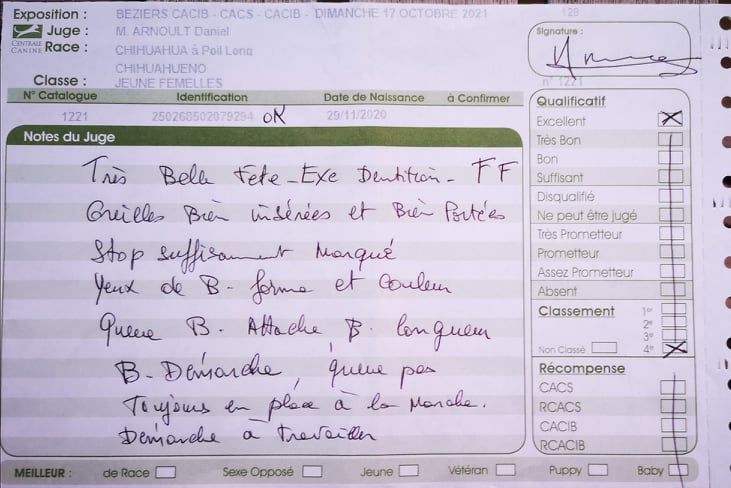 Exposition : BEZIERS CACIB - CACS - CACIB - DIMANCHE 17 OCTOBRE 2021 128
Juge : M. ARNOULT Daniel
CENTRALE CANINE
Race : CHIHUAHUA à Poil Long
CHIHUAHUENO
Classe : JEUNE FEMELLES
Signature :
n° 1221
N° Catalogue Identification Date de Naissance à Confirmer
1221 250268502079294 OK 29/11/2020
Notes du Juge
Très Belle Tête - Exe Dentition - FF
Oreilles Bien insérées et Bien Portées
Stop suffisamment Marqué
Yeux de B. forme et Couleur
Queue B. Attache B. longueur
B. Démarche, queue pas
Toujours en place à la Marche.
Démarche à travailler
Qualificatif
Excellent
Très Bon
Bon
Suffisant
Disqualifié
Ne peut être jugé
Très Prometteur
Prometteur
Assez Prometteur
Absent
Classement 1er
2e
3e
Non Classé 4e
Récompense
CACS
RCACS
CACIB
RCACIB
MEILLEUR : de Race Sexe Opposé Jeune Vétéran Puppy Baby